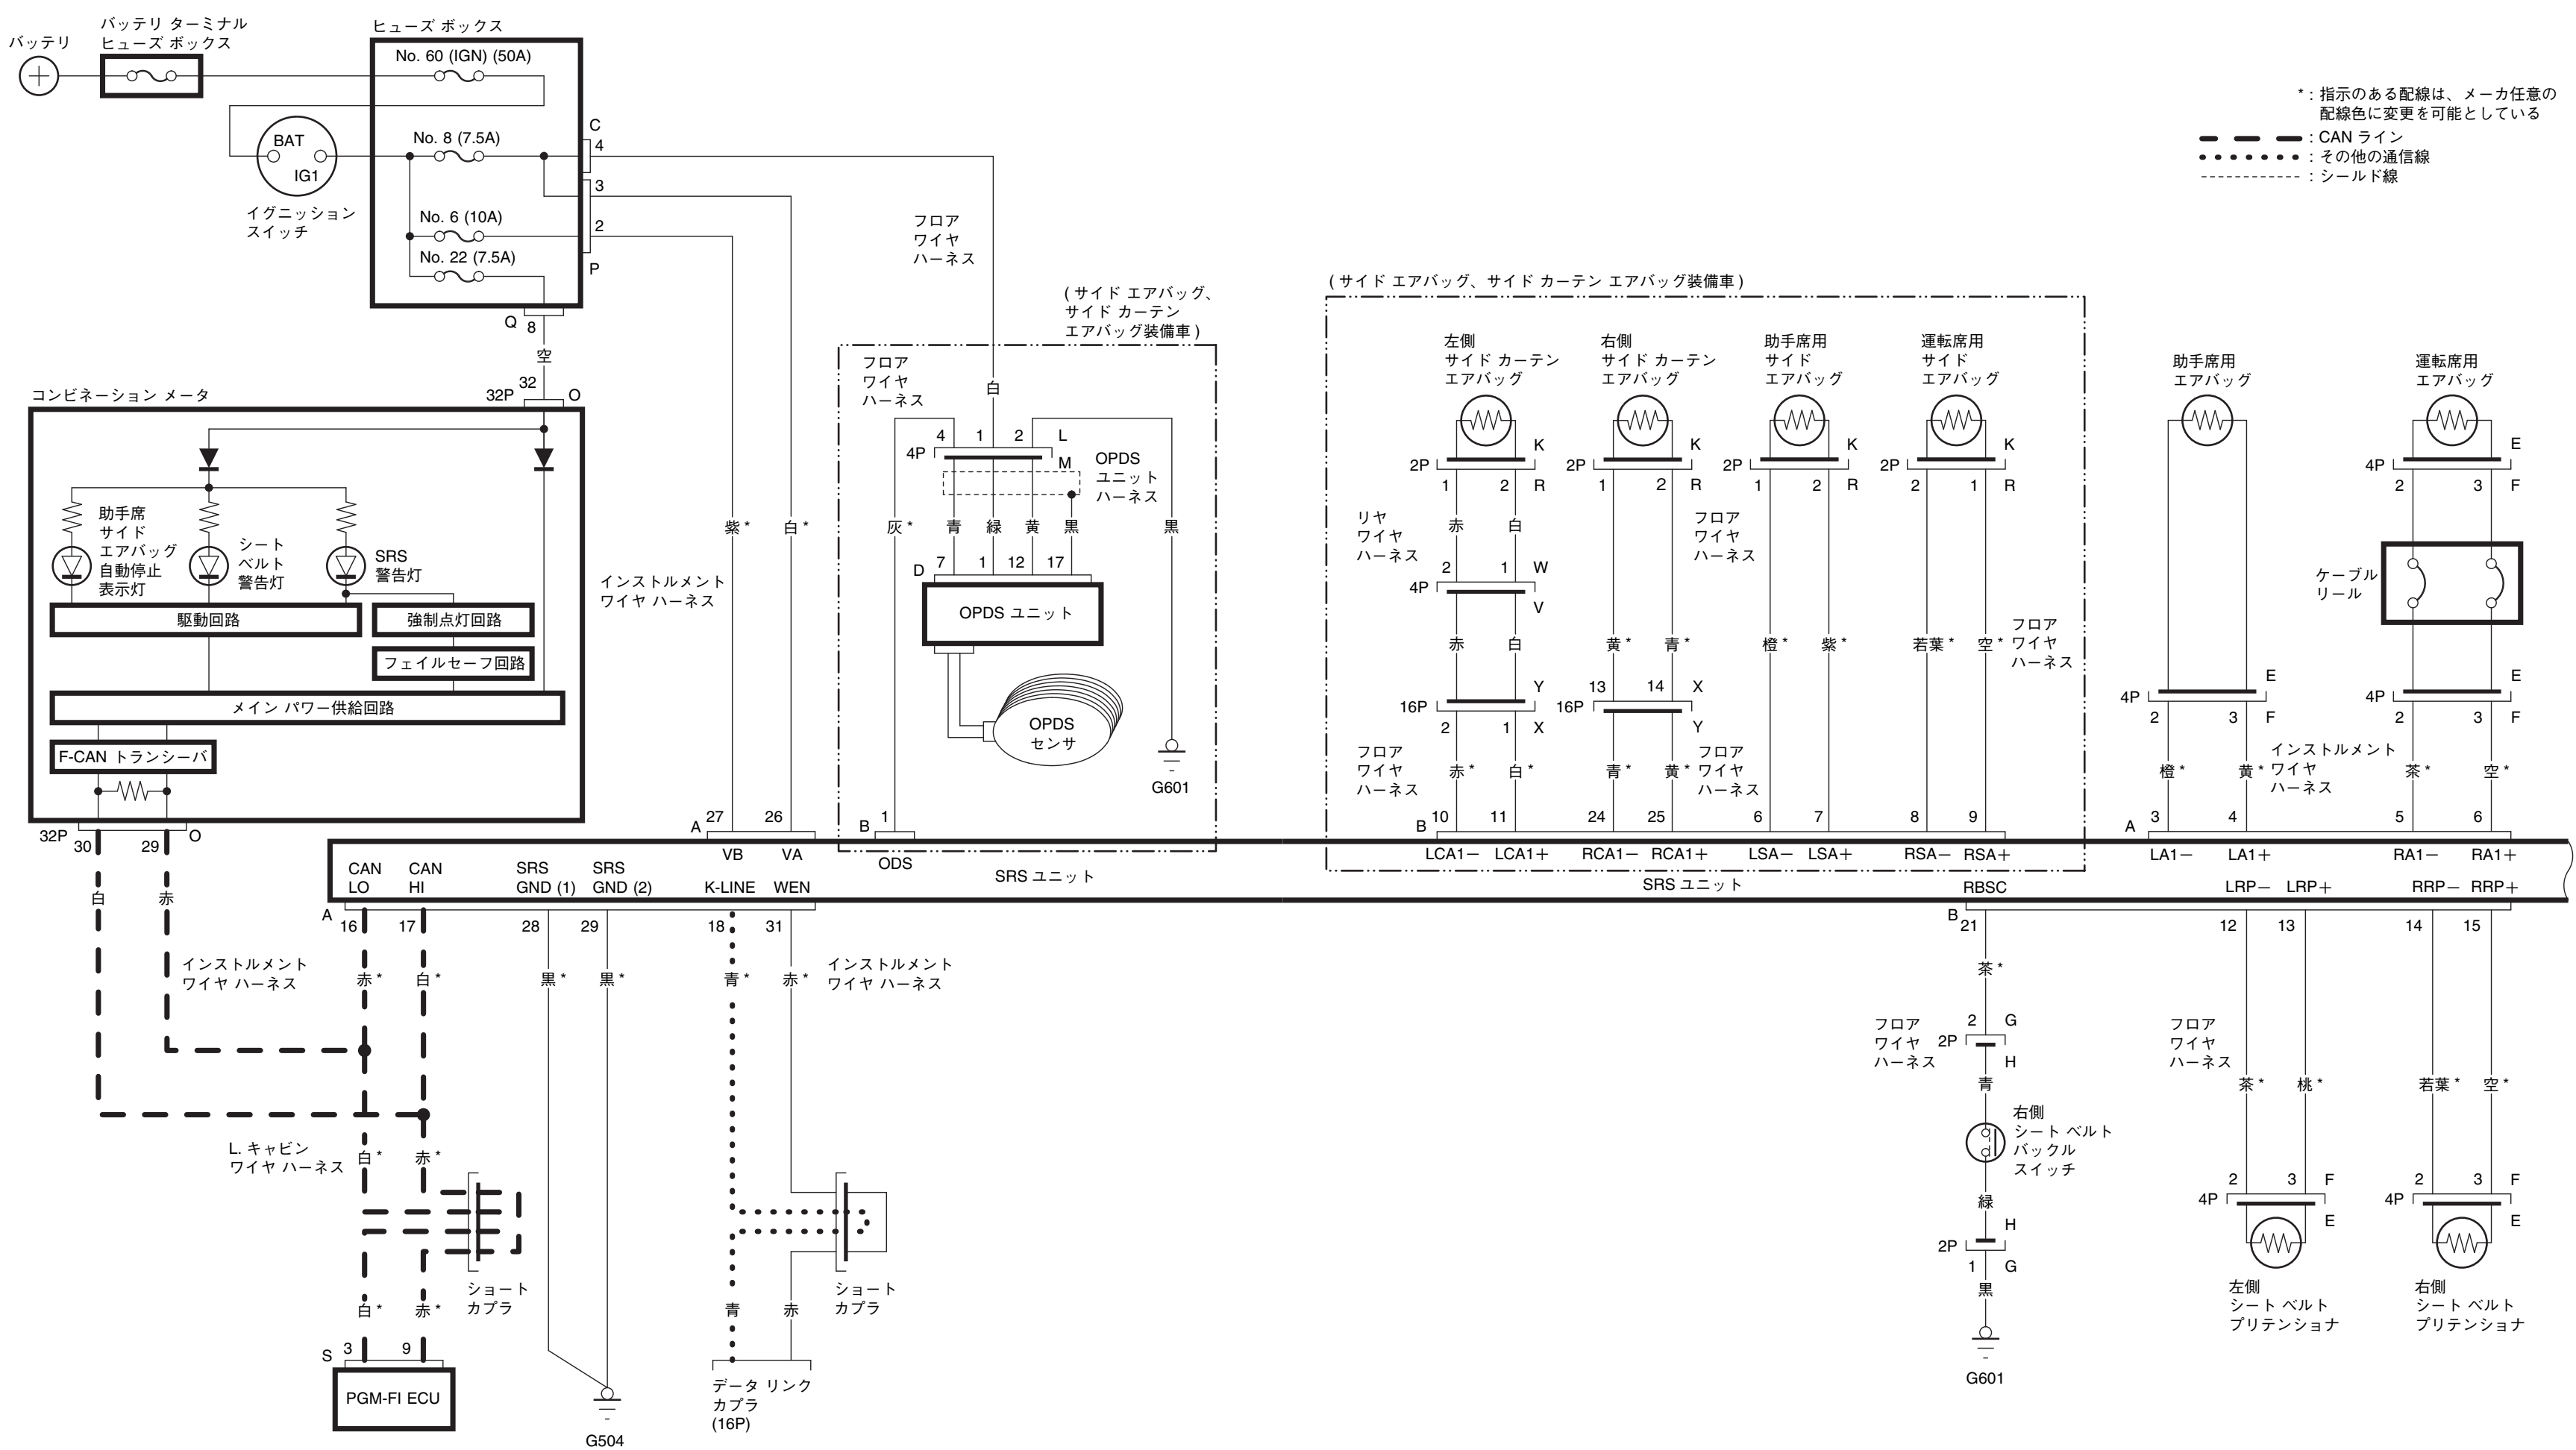 バッテリ
バッテリ ターミナル
ヒューズ ボックス
ヒューズ ボックス
No. 60 (IGN) (50A)
BAT
IG1
イグニッション
スイッチ
No. 8 (7.5A)
No. 6 (10A)
No. 22 (7.5A)
C
4
3
2
P
Q
8
空
* : 指示のある配線は、メーカ任意の
配線色に変更を可能としている
: CAN ライン
: その他の通信線
: シールド線
コンビネーション メータ
32P
32
O
助手席
サイド
エアバッグ
自動停止
表示灯
シート
ベルト
警告灯
SRS
警告灯
駆動回路
強制点灯回路
フェイルセーフ回路
メイン パワー供給回路
F-CAN トランシーバ
32P
30
29
O
白
赤
インストルメント
ワイヤ ハーネス
紫 *
白 *
インストルメント
ワイヤ ハーネス
フロア
ワイヤ
ハーネス
( サイド エアバッグ、
サイド カーテン
エアバッグ装備車 )
フロア
ワイヤ
ハーネス
白
4
1
2
L
4P
M
OPDS
ユニット
ハーネス
灰 *
青
緑
黄
黒
黒
D
7
1
12
17
OPDS ユニット
OPDS
センサ
G601
A
27
26
B
1
VB
VA
ODS
( サイド エアバッグ、サイド カーテン エアバッグ装備車 )
左側
サイド カーテン
エアバッグ
右側
サイド カーテン
エアバッグ
助手席用
サイド
エアバッグ
運転席用
サイド
エアバッグ
助手席用
エアバッグ
運転席用
エアバッグ
2P
K
1
2
R
2P
K
1
2
R
2P
K
1
2
R
2P
K
2
1
R
4P
E
2
3
F
リヤ
ワイヤ
ハーネス
赤
白
フロア
ワイヤ
ハーネス
2
1
W
4P
V
赤
白
黄 *
青 *
橙 *
紫 *
若葉 *
空 *
フロア
ワイヤ
ハーネス
ケーブル
リール
16P
Y
2
1
X
13
14
X
16P
Y
4P
E
2
3
F
4P
E
2
3
F
フロア
ワイヤ
ハーネス
赤 *
白 *
青 *
黄 *
フロア
ワイヤ
ハーネス
橙 *
黄 *
インストルメント
ワイヤ
ハーネス
茶 *
空 *
B
10
11
24
25
6
7
8
9
A
3
4
5
6
LCA1−
LCA1+
RCA1−
RCA1+
LSA−
LSA+
RSA−
RSA+
LA1−
LA1+
RA1−
RA1+
CAN
LO
CAN
HI
SRS
GND (1)
SRS
GND (2)
K-LINE
WEN
SRS ユニット
SRS ユニット
RBSC
LRP−
LRP+
RRP−
RRP+
A
16
17
28
29
18
31
B
21
12
13
14
15
赤 *
白 *
黒 *
黒 *
青 *
赤 *
インストルメント
ワイヤ ハーネス
L. キャビン
ワイヤ ハーネス
白 *
赤 *
ショート
カプラ
白 *
赤 *
S
3
9
PGM-FI ECU
G504
ショート
カプラ
青
赤
データ リンク
カプラ
(16P)
茶 *
フロア
ワイヤ
ハーネス
2
G
2P
H
青
右側
シート ベルト
バックル
スイッチ
緑
H
2P
1
G
黒
G601
フロア
ワイヤ
ハーネス
茶 *
桃 *
若葉 *
空 *
2
3
F
4P
E
2
3
F
4P
E
左側
シート ベルト
プリテンショナ
右側
シート ベルト
プリテンショナ